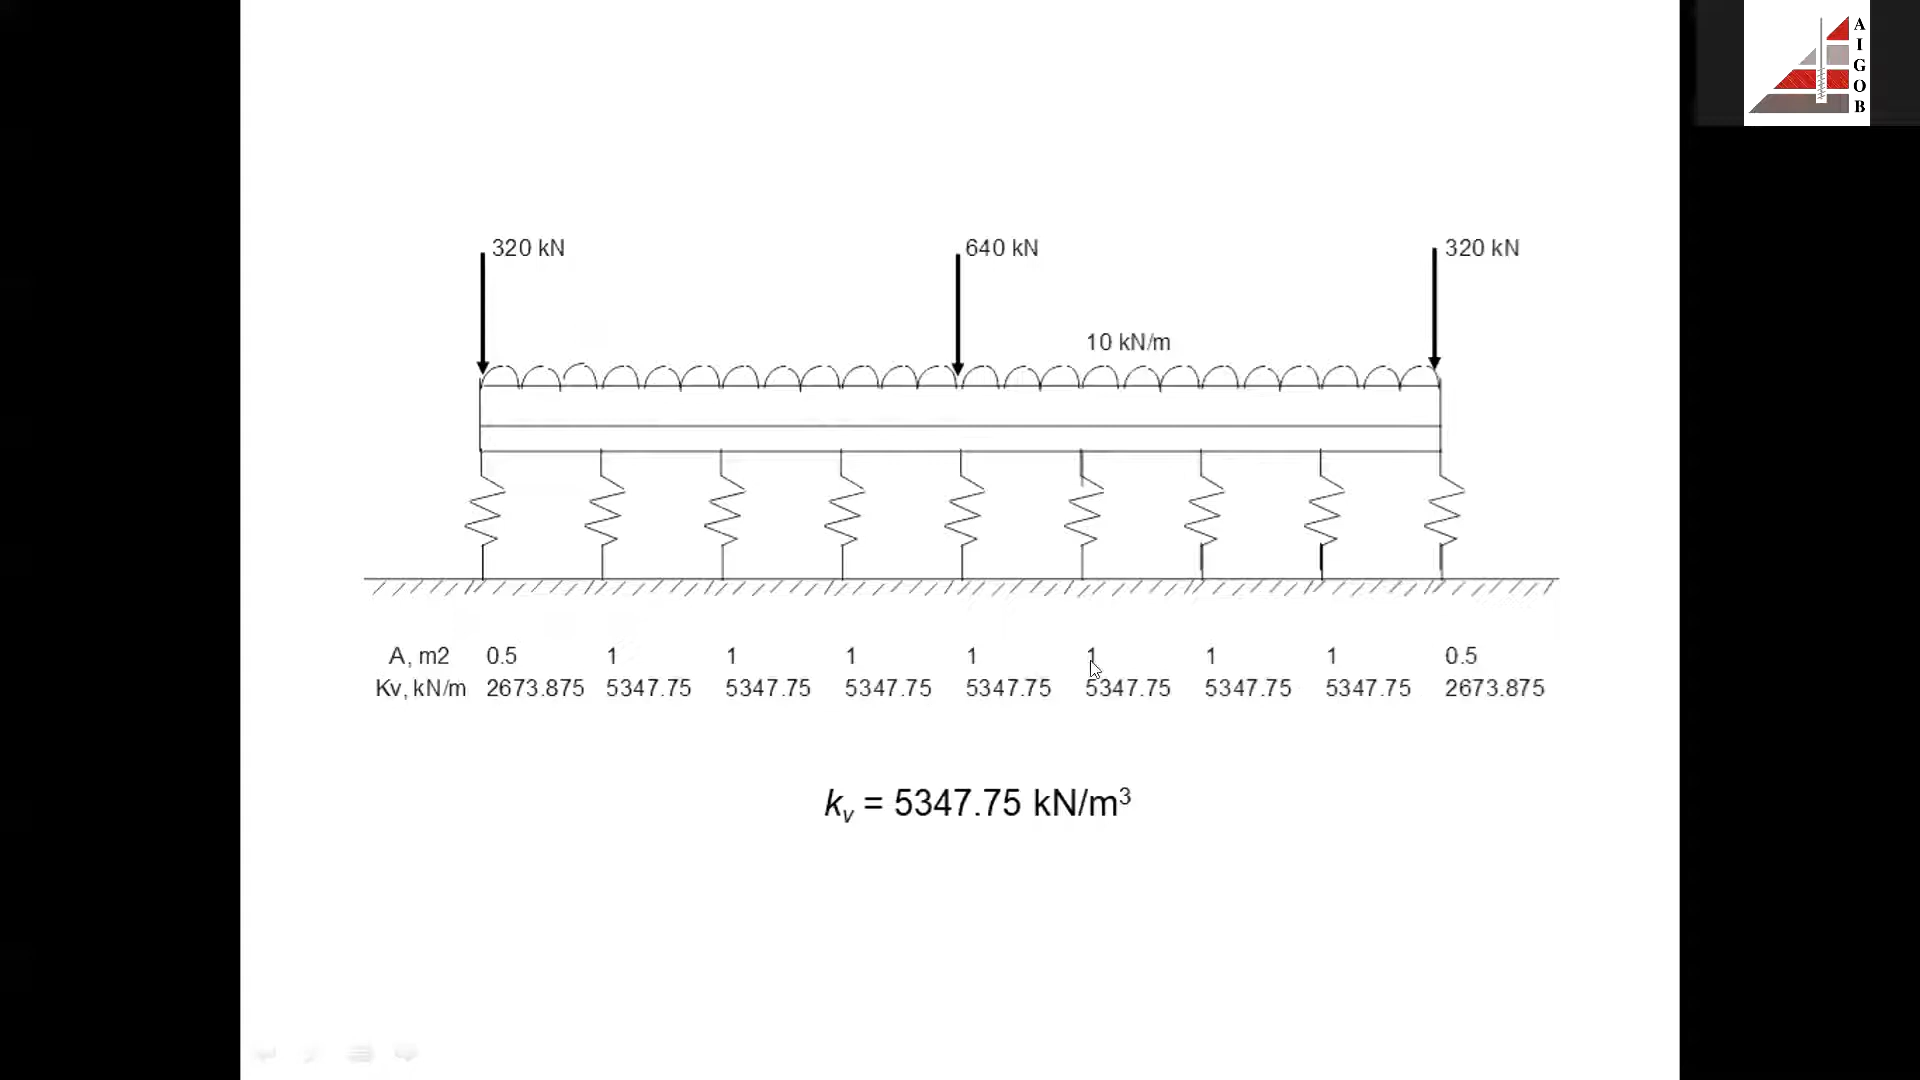 A
I
G
O
B
320 kN 640 kN 320 kN
10 kN/m
A, m2 0.5 1 1 1 1 1 1 1 0.5
Kv, kN/m 2673.875 5347.75 5347.75 5347.75 5347.75 5347.75 5347.75 5347.75 2673.875
kv = 5347.75 kN/m³